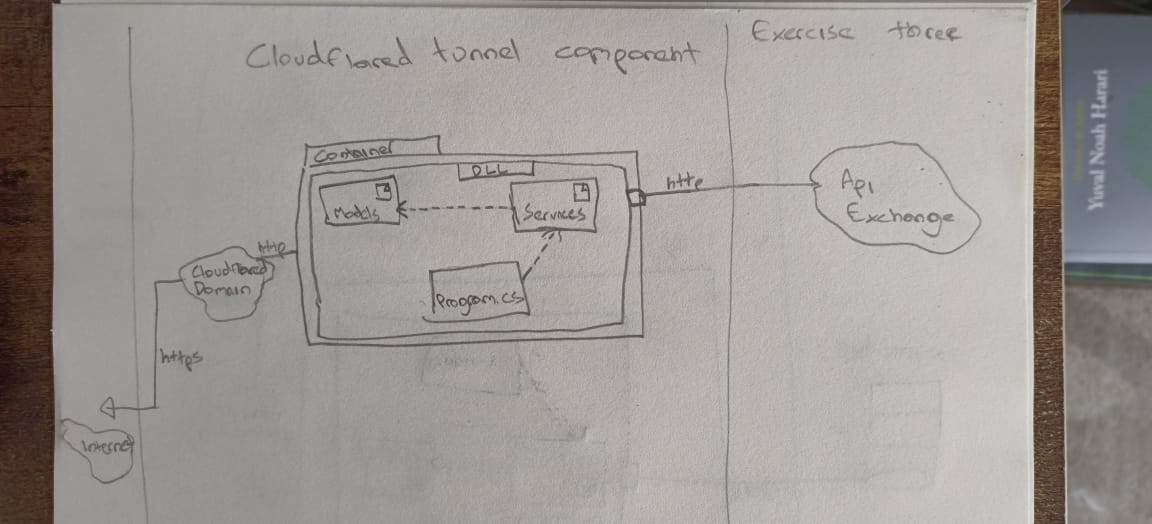 Exercise three
Cloudflared tunnel component
Container
DLL
Models
Services
http
Api
Exchange
http
Cloudflared
Domain
Program.cs
https
Internet
Yuval Noah Harari